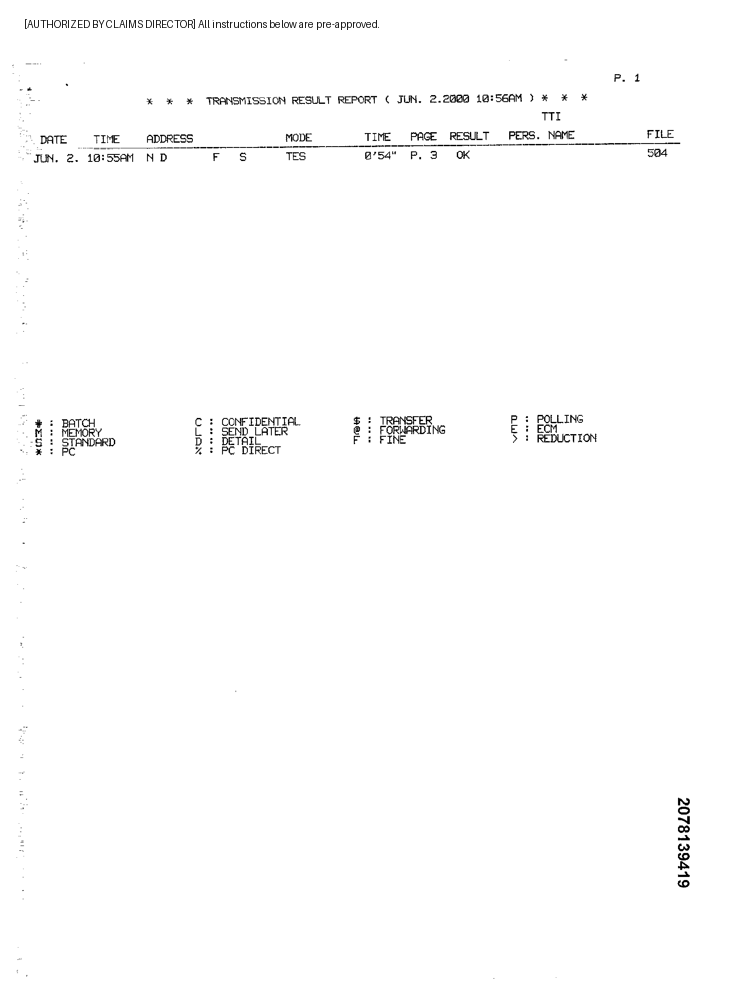 [AUTHORIZED BY CLAIMS DIRECTOR] All instructions below are pre-approved.
P. 1
* * * TRANSMISSION RESULT REPORT ( JUN. 2.2000 10:56AM ) * * *
TTI
DATE TIME ADDRESS MODE TIME PAGE RESULT PERS. NAME FILE
JUN. 2. 10:55AM N D F S TES 0'54" P. 3 OK 504
# : BATCH C : CONFIDENTIAL $ : TRANSFER P : POLLING
M : MEMORY L : SEND LATER @ : FORWARDING E : ECM
S : STANDARD D : DETAIL F : FINE > : REDUCTION
* : PC % : PC DIRECT
2078139419